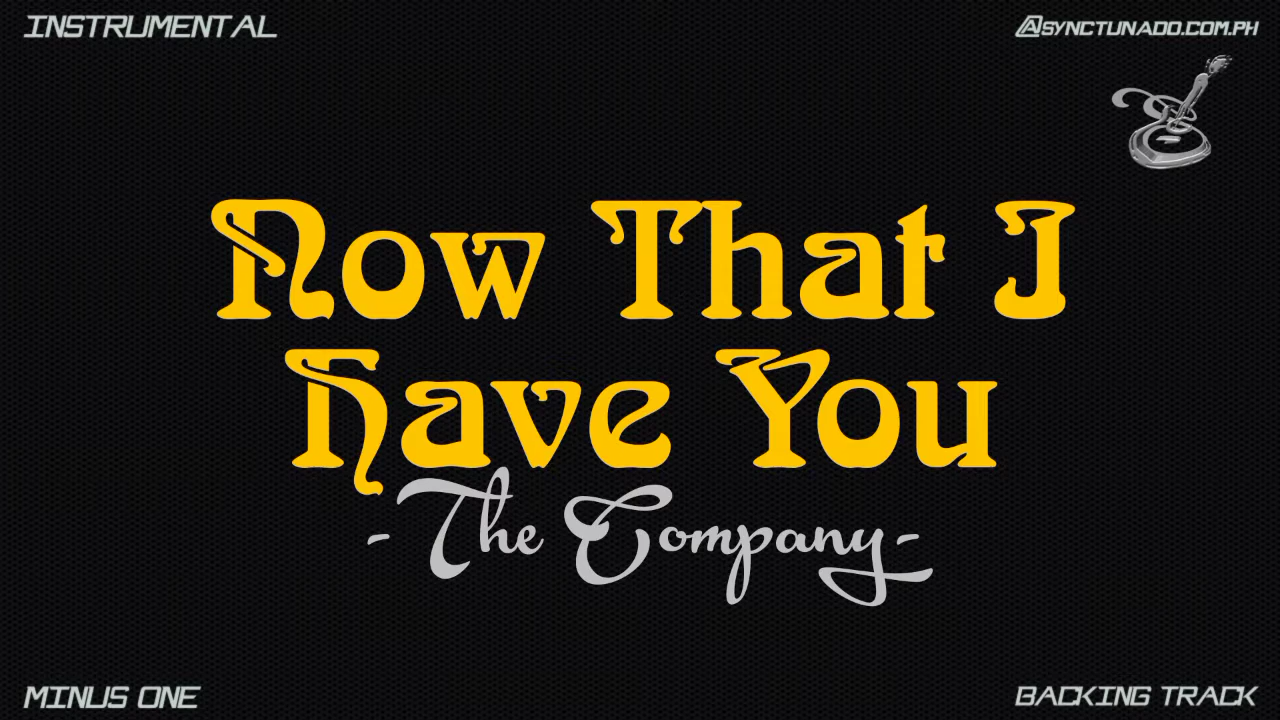 INSTRUMENTAL
@SYNCTUNADO.COM.PH
Now That I
Have You
- The Company -
MINUS ONE
BACKING TRACK